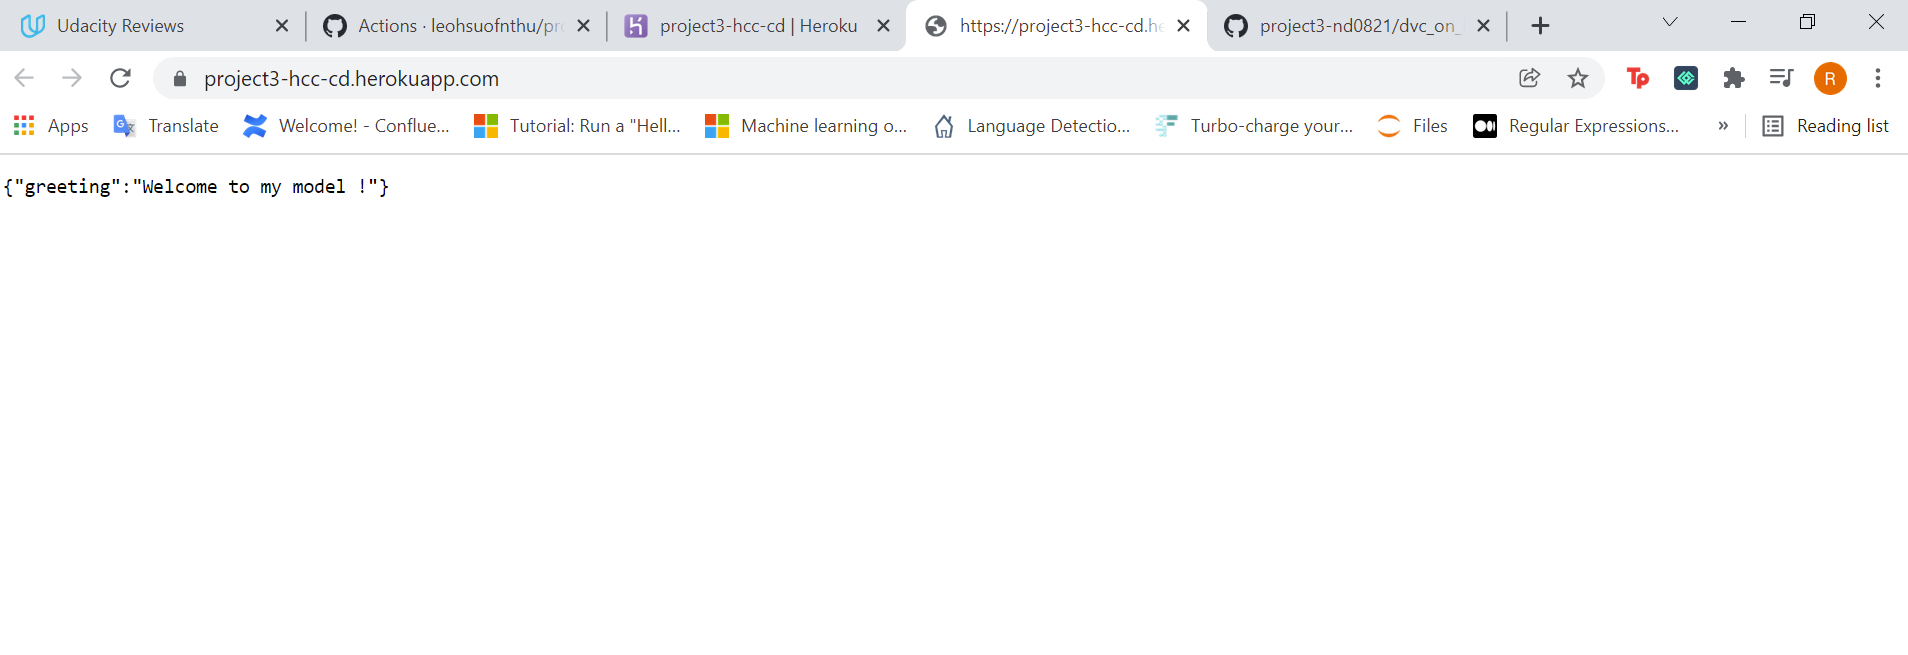 Udacity Reviews
Actions · leohsuofnthu/pro
project3-hcc-cd | Heroku
https://project3-hcc-cd.he
project3-nd0821/dvc_on_
project3-hcc-cd.herokuapp.com
Tp
R
Apps
Translate
Welcome! - Conflue...
Tutorial: Run a "Hell...
Machine learning o...
Language Detectio...
Turbo-charge your...
Files
Regular Expressions...
»
Reading list
{"greeting":"Welcome to my model !"}